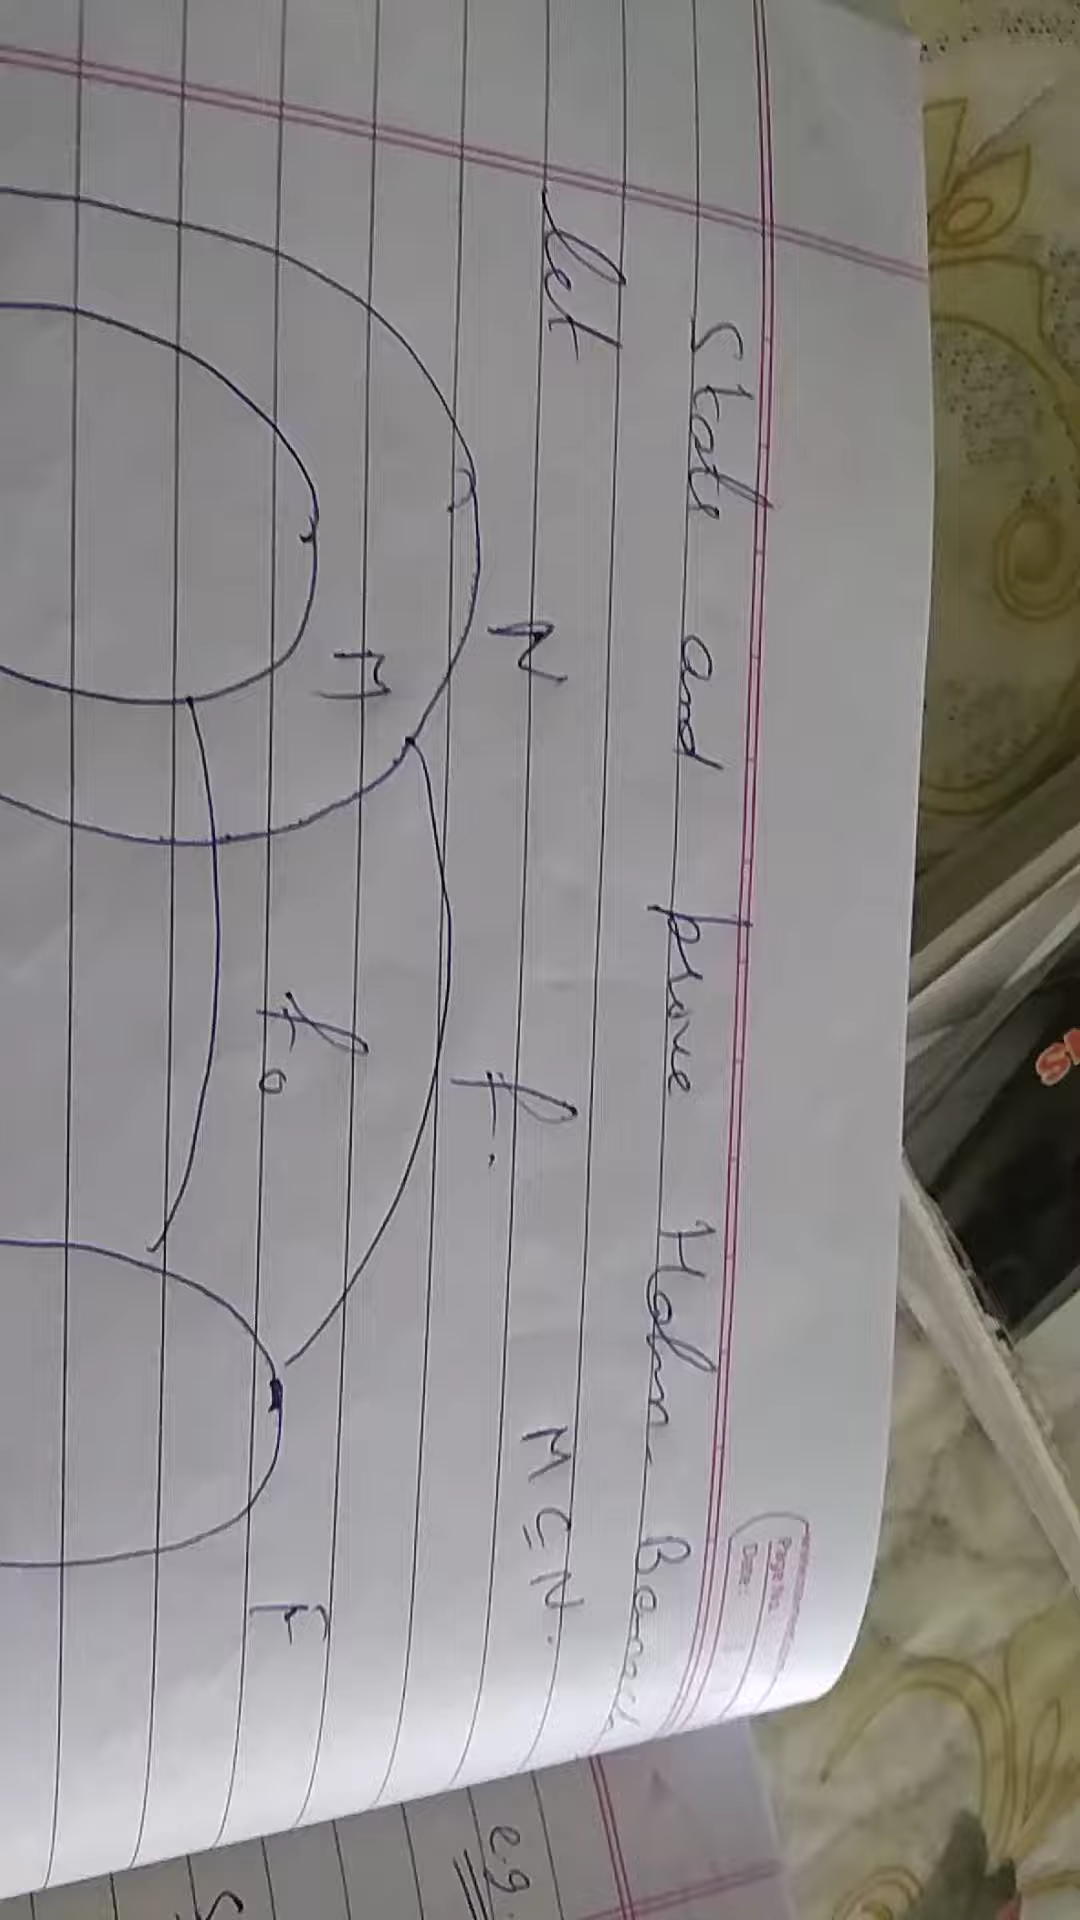 Page No.
Date:
State and prove Hahn Banach
Let
M ⊆ N.
N
f.
M
f₀
F
e.g.